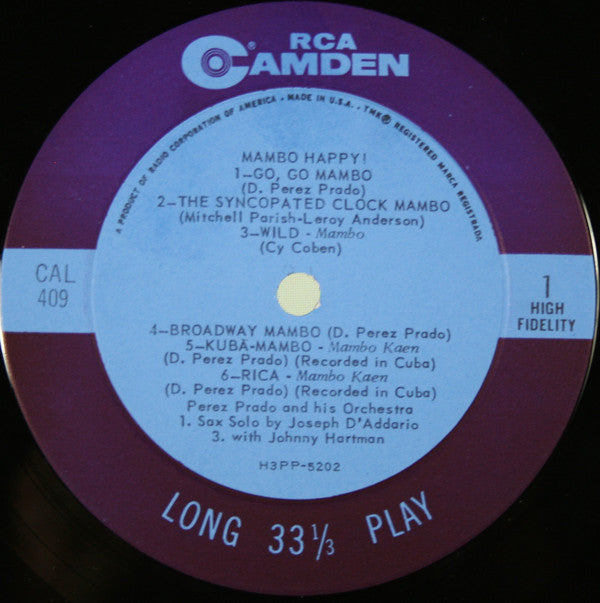 RCA
CAMDEN
A PRODUCT OF RADIO CORPORATION OF AMERICA • MADE IN U.S.A. • TMK® REGISTERED MARCA REGISTRADA
MAMBO HAPPY!
1—GO, GO MAMBO
(D. Perez Prado)
2—THE SYNCOPATED CLOCK MAMBO
(Mitchell Parish-Leroy Anderson)
3—WILD - Mambo
(Cy Coben)
CAL
409
1
HIGH
FIDELITY
4—BROADWAY MAMBO (D. Perez Prado)
5—KUBA-MAMBO - Mambo Kaen
(D. Perez Prado) (Recorded in Cuba)
6—RICA - Mambo Kaen
(D. Perez Prado) (Recorded in Cuba)
Perez Prado and his Orchestra
1. Sax Solo by Joseph D'Addario
3. with Johnny Hartman
H3PP-5202
LONG 33⅓ PLAY